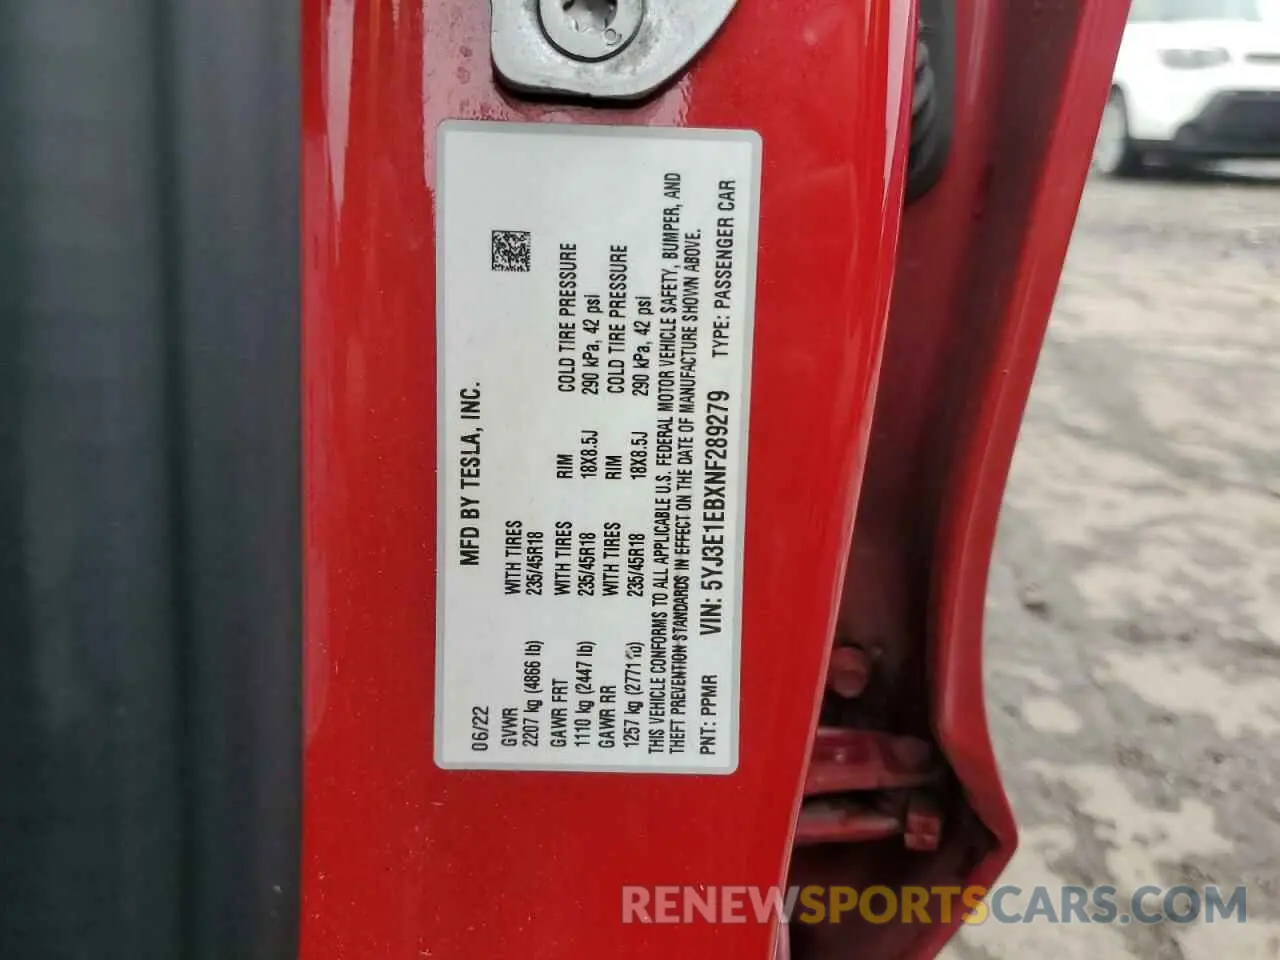 MFD BY TESLA, INC.
06/22
GVWR WITH TIRES
2207 kg (4866 lb) 235/45R18
GAWR FRT WITH TIRES RIM COLD TIRE PRESSURE
1110 kg (2447 lb) 235/45R18 18X8.5J 290 kPa, 42 psi
GAWR RR WITH TIRES RIM COLD TIRE PRESSURE
1257 kg (2771 lb) 235/45R18 18X8.5J 290 kPa, 42 psi
THIS VEHICLE CONFORMS TO ALL APPLICABLE U.S. FEDERAL MOTOR VEHICLE SAFETY, BUMPER, AND
THEFT PREVENTION STANDARDS IN EFFECT ON THE DATE OF MANUFACTURE SHOWN ABOVE.
PNT: PPMR VIN: 5YJ3E1EBXNF289279 TYPE: PASSENGER CAR
RENEWSPORTSCARS.COM